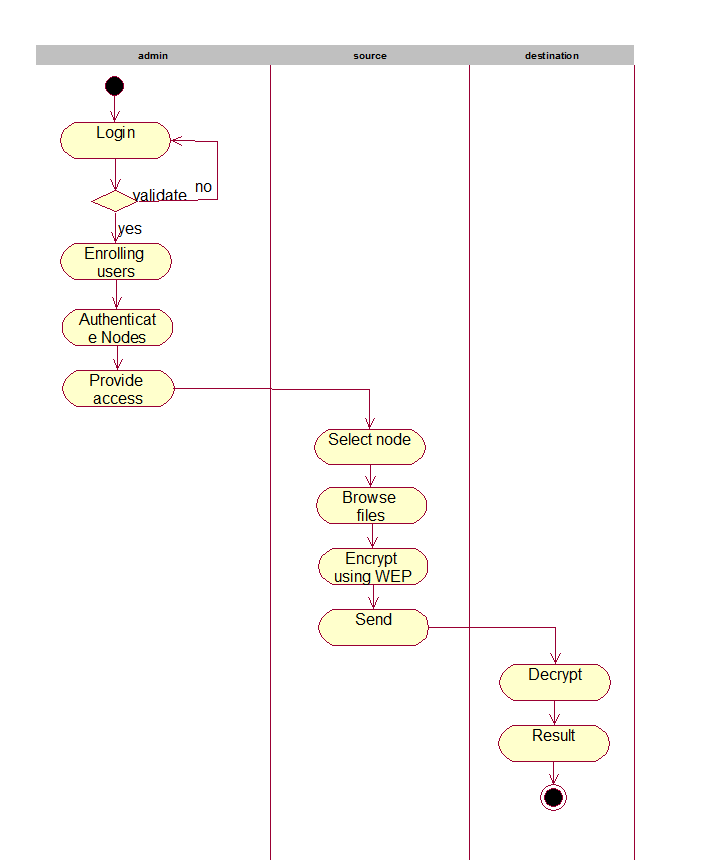 admin
source
destination
Login
no
validate
yes
Enrolling
users
Authenticat
e Nodes
Provide
access
Select node
Browse
files
Encrypt
using WEP
Send
Decrypt
Result